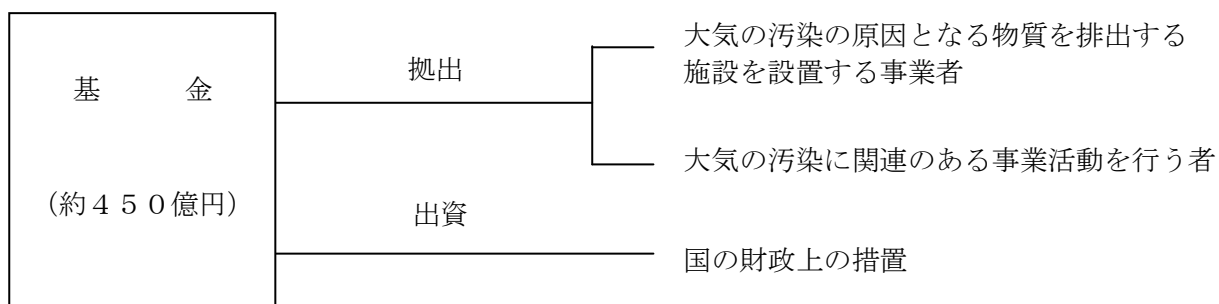 基　　　金
（約４５０億円）
拠出
大気の汚染の原因となる物質を排出する
施設を設置する事業者
大気の汚染に関連のある事業活動を行う者
出資
国の財政上の措置